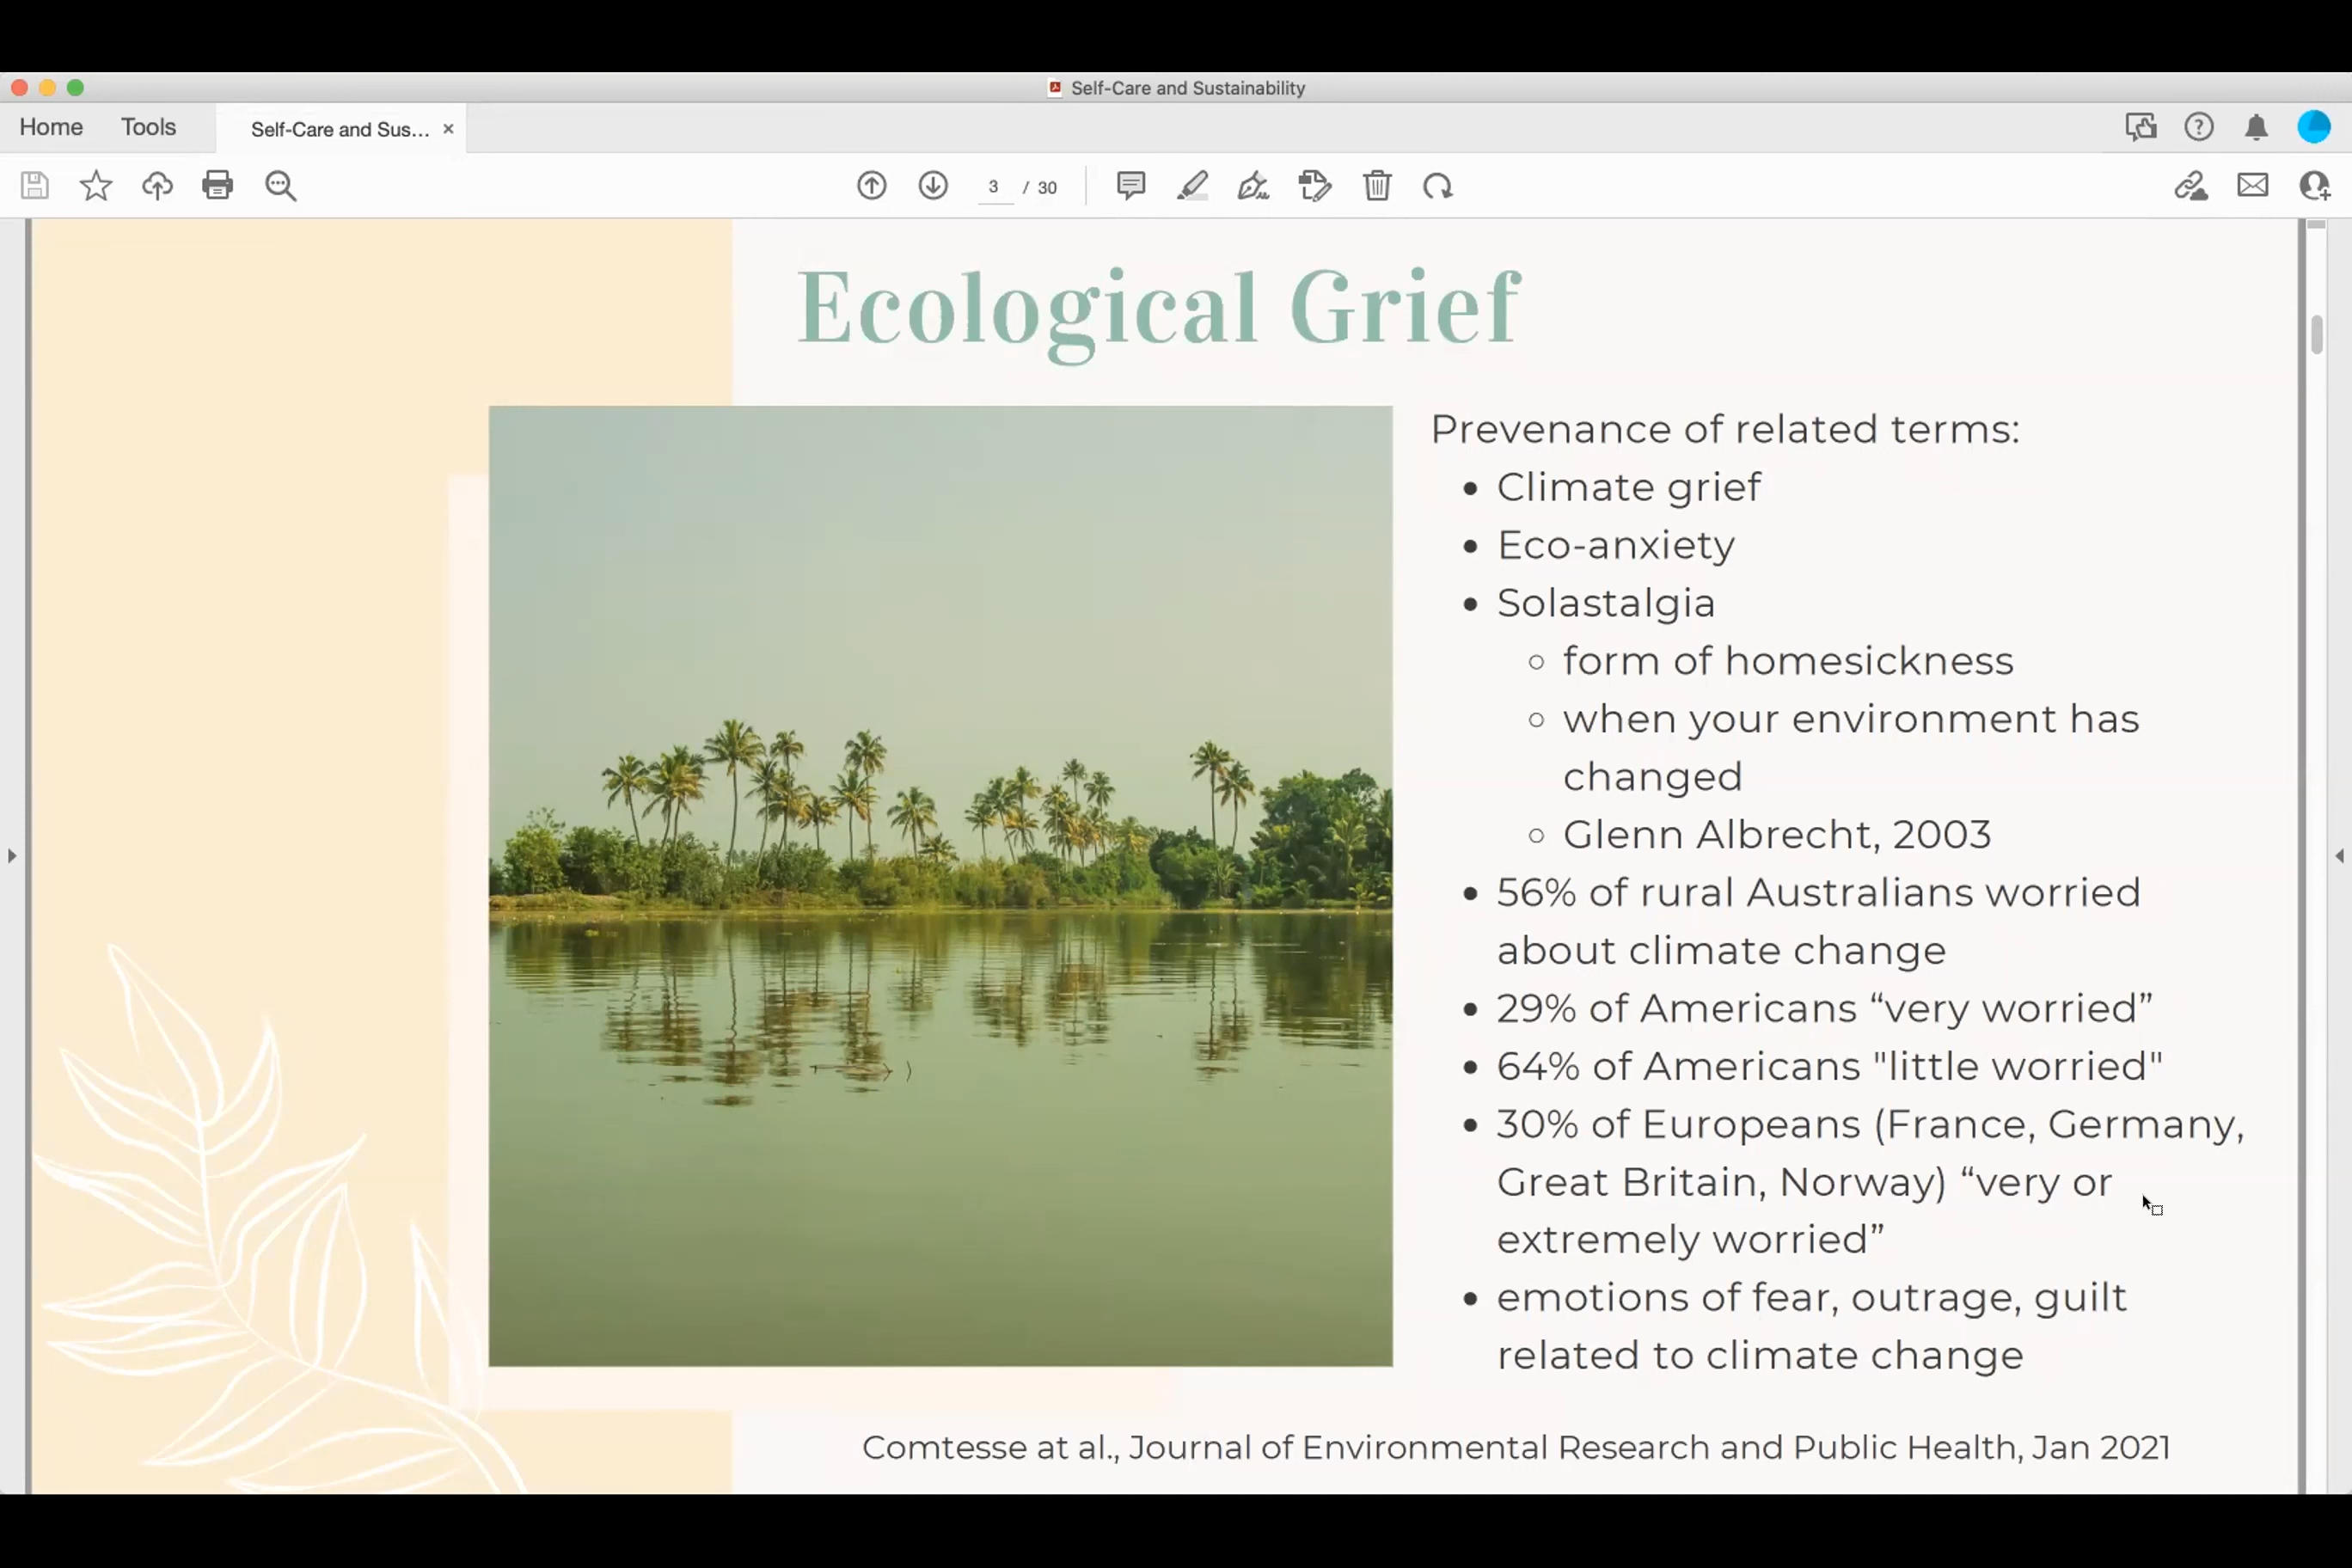 Self-Care and Sustainability
Home Tools Self-Care and Sus... ×
3 / 30
Ecological Grief
Prevenance of related terms:
• Climate grief
• Eco-anxiety
• Solastalgia
○ form of homesickness
○ when your environment has
changed
○ Glenn Albrecht, 2003
• 56% of rural Australians worried
about climate change
• 29% of Americans “very worried”
• 64% of Americans "little worried"
• 30% of Europeans (France, Germany,
Great Britain, Norway) “very or
extremely worried”
• emotions of fear, outrage, guilt
related to climate change
Comtesse at al., Journal of Environmental Research and Public Health, Jan 2021